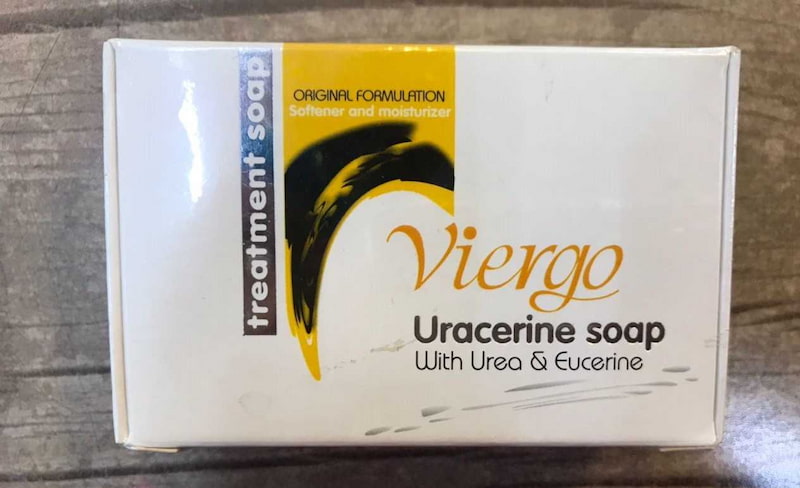 treatment soap
ORIGINAL FORMULATION
Softener and moisturizer
Viergo
Uracerine soap
With Urea & Eucerine